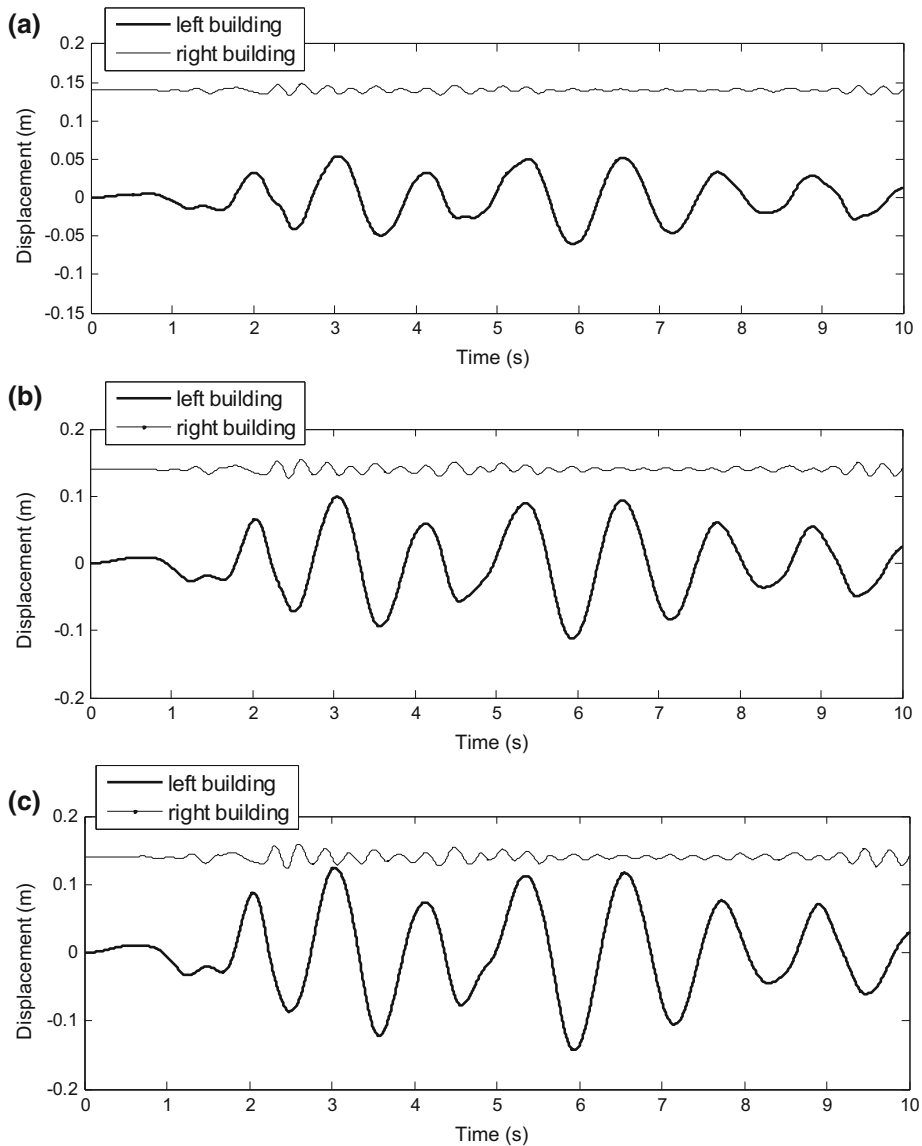 (a)
left building
right building
0.2
0.15
0.1
0.05
0
-0.05
-0.1
-0.15
Displacement (m)
0 1 2 3 4 5 6 7 8 9 10
Time (s)
(b)
left building
right building
0.2
0.1
0
-0.1
-0.2
Displacement (m)
0 1 2 3 4 5 6 7 8 9 10
Time (s)
(c)
left building
right building
0.2
0.1
0
-0.1
-0.2
Displacement (m)
0 1 2 3 4 5 6 7 8 9 10
Time (s)